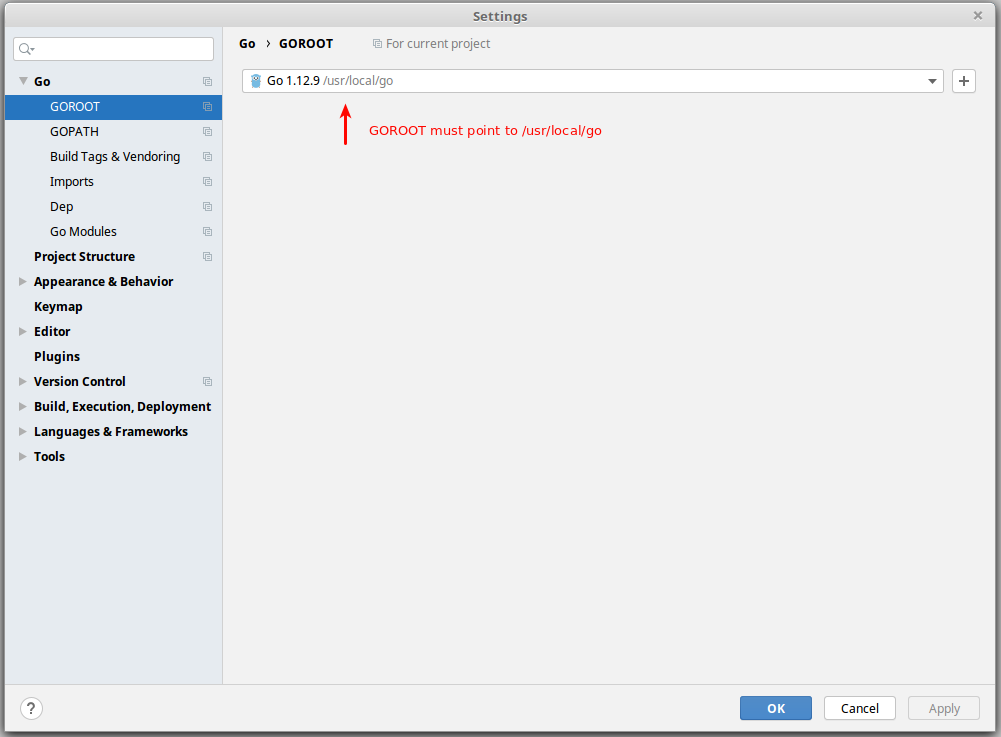 Settings
Go › GOROOT For current project
Go 1.12.9 /usr/local/go
GOROOT must point to /usr/local/go
Go
GOROOT
GOPATH
Build Tags & Vendoring
Imports
Dep
Go Modules
Project Structure
Appearance & Behavior
Keymap
Editor
Plugins
Version Control
Build, Execution, Deployment
Languages & Frameworks
Tools
?
OK Cancel Apply